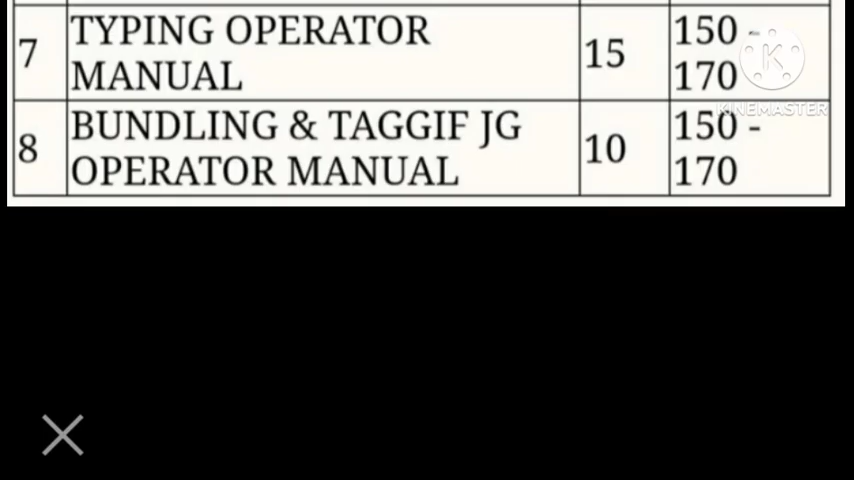 7 TYPING OPERATOR MANUAL 15 150 - 170
8 BUNDLING & TAGGIF JG OPERATOR MANUAL 10 150 - 170
KINEMASTER